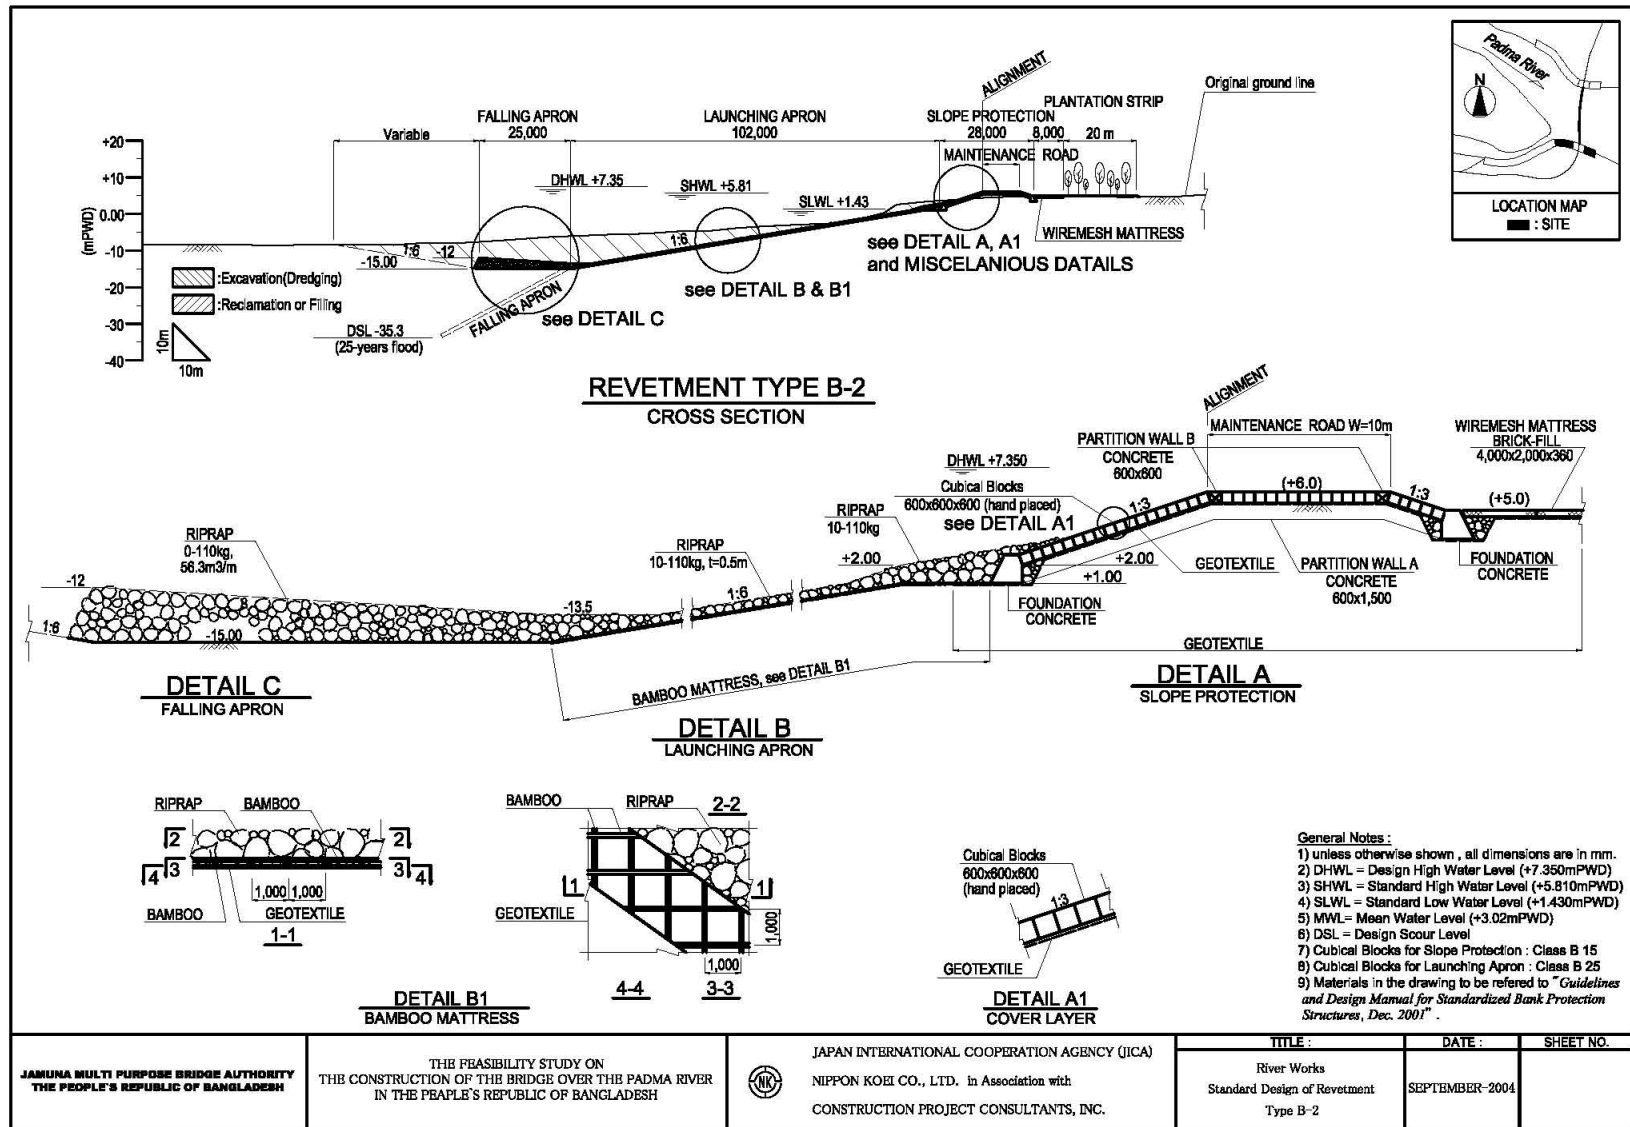 Padma River
N
LOCATION MAP
: SITE
ALIGNMENT
Original ground line
FALLING APRON
LAUNCHING APRON
SLOPE PROTECTION
PLANTATION STRIP
Variable
25,000
102,000
28,000
8,000
20 m
MAINTENANCE ROAD
+20
+10
0.00
-10
-20
-30
-40
(mPWD)
DHWL +7.35
SHWL +5.81
SLWL +1.43
1:6
-12
-15.00
1:6
WIREMESH MATTRESS
see DETAIL A, A1
and MISCELANIOUS DATAILS
see DETAIL B & B1
see DETAIL C
FALLING APRON
:Excavation(Dredging)
:Reclamation or Filling
10m
10m
DSL -35.3
(25-years flood)
REVETMENT TYPE B-2
CROSS SECTION
ALIGNMENT
MAINTENANCE ROAD W=10m
WIREMESH MATTRESS
BRICK-FILL
4,000x2,000x360
PARTITION WALL B
CONCRETE
600x600
DHWL +7.350
Cubical Blocks
600x600x600 (hand placed)
see DETAIL A1
1:3
(+6.0)
1:3
(+5.0)
RIPRAP
10-110kg
+2.00
+2.00
+1.00
GEOTEXTILE
PARTITION WALL A
CONCRETE
600x1,500
FOUNDATION
CONCRETE
FOUNDATION
CONCRETE
GEOTEXTILE
DETAIL A
SLOPE PROTECTION
RIPRAP
0-110kg,
56.3m3/m
RIPRAP
10-110kg, t=0.5m
-12
1:6
-15.00
-13.5
1:6
BAMBOO MATTRESS, see DETAIL B1
DETAIL C
FALLING APRON
DETAIL B
LAUNCHING APRON
RIPRAP
BAMBOO
2
2
3
3
4
4
1,000
1,000
BAMBOO
GEOTEXTILE
1-1
BAMBOO
RIPRAP
2-2
1
1
GEOTEXTILE
1,000
1,000
4-4
3-3
DETAIL B1
BAMBOO MATTRESS
Cubical Blocks
600x600x600
(hand placed)
1:3
GEOTEXTILE
DETAIL A1
COVER LAYER
General Notes :
1) unless otherwise shown , all dimensions are in mm.
2) DHWL = Design High Water Level (+7.350mPWD)
3) SHWL = Standard High Water Level (+5.810mPWD)
4) SLWL = Standard Low Water Level (+1.430mPWD)
5) MWL= Mean Water Level (+3.02mPWD)
6) DSL = Design Scour Level
7) Cubical Blocks for Slope Protection : Class B 15
8) Cubical Blocks for Launching Apron : Class B 25
9) Materials in the drawing to be refered to "Guidelines
and Design Manual for Standardized Bank Protection
Structures, Dec. 2001" .
JAMUNA MULTI PURPOSE BRIDGE AUTHORITY
THE PEOPLE`S REPUBLIC OF BANGLADESH
THE FEASIBILITY STUDY ON
THE CONSTRUCTION OF THE BRIDGE OVER THE PADMA RIVER
IN THE PEAPLE`S REPUBLIC OF BANGLADESH
NK
JAPAN INTERNATIONAL COOPERATION AGENCY (JICA)
NIPPON KOEI CO., LTD. in Association with
CONSTRUCTION PROJECT CONSULTANTS, INC.
TITLE :
River Works
Standard Design of Revetment
Type B-2
DATE :
SEPTEMBER-2004
SHEET NO.